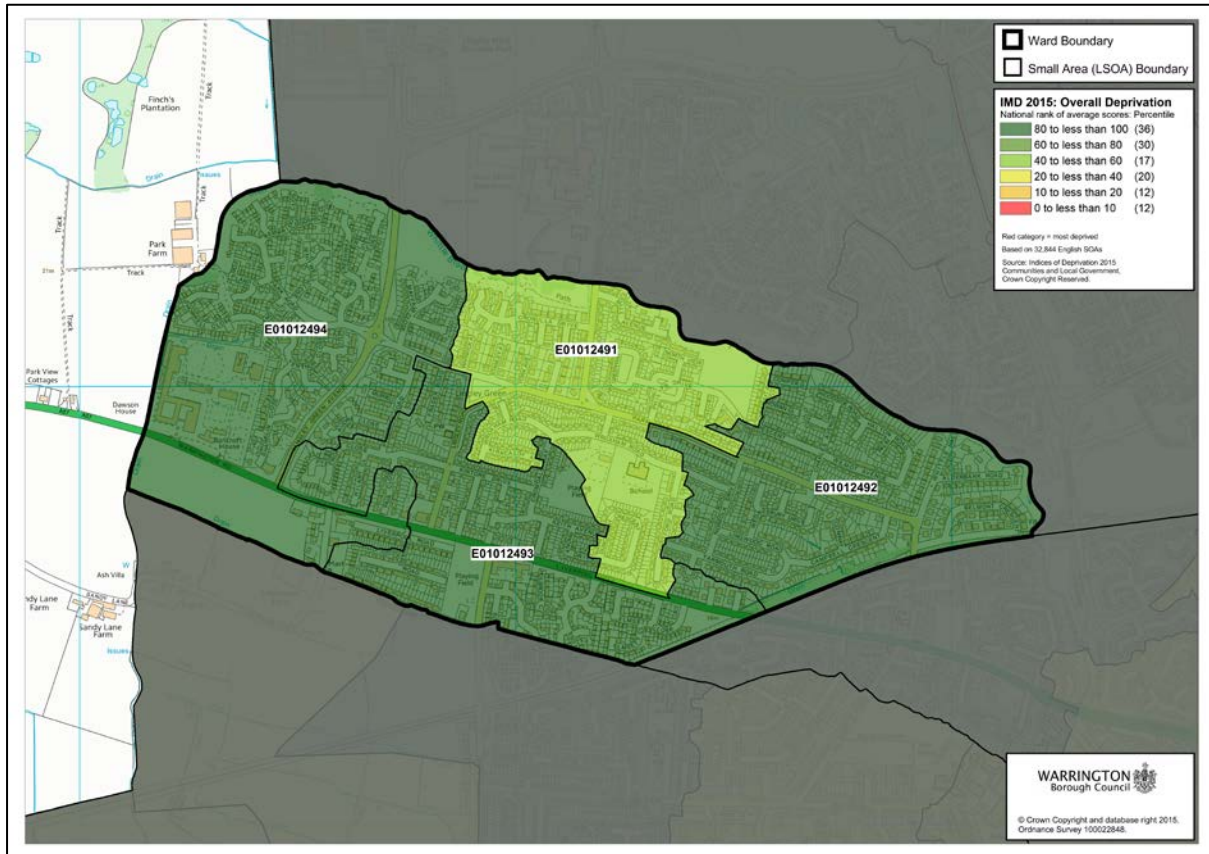 Ward Boundary
Small Area (LSOA) Boundary
IMD 2015: Overall Deprivation
National rank of average scores: Percentile
80 to less than 100 (36)
60 to less than 80 (30)
40 to less than 60 (17)
20 to less than 40 (20)
10 to less than 20 (12)
0 to less than 10 (12)
Red category = most deprived
Based on 32,844 English SOAs
Source: Indices of Deprivation 2015
Communities and Local Government,
Crown Copyright Reserved.
Finch's
Plantation
Track
Drain
Issues
Track
Track
Park
Farm
Track
Track
E01012494
Path
E01012491
Park View
Cottages
Dawson
House
School
E01012492
E01012493
Playing
Field
Ash Villa
W
SANDY LANE
Sandy Lane
Farm
Issues
WARRINGTON
Borough Council
© Crown Copyright and database right 2015.
Ordnance Survey 100022848.